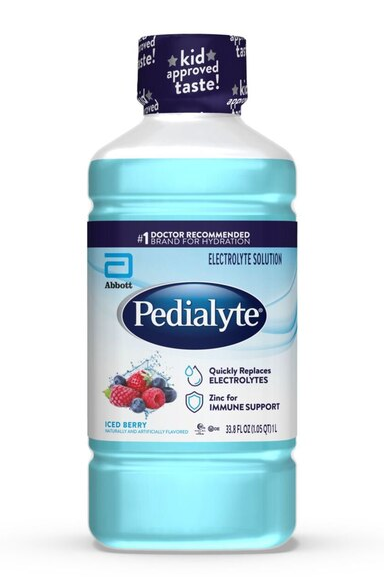 kid
approved
taste!
#1 DOCTOR RECOMMENDED
BRAND FOR HYDRATION
Abbott
ELECTROLYTE SOLUTION
Pedialyte®
Quickly Replaces
ELECTROLYTES
Zinc for
IMMUNE SUPPORT
ICED BERRY
NATURALLY AND ARTIFICIALLY FLAVORED
33.8 FL OZ (1.05 QT) 1 L